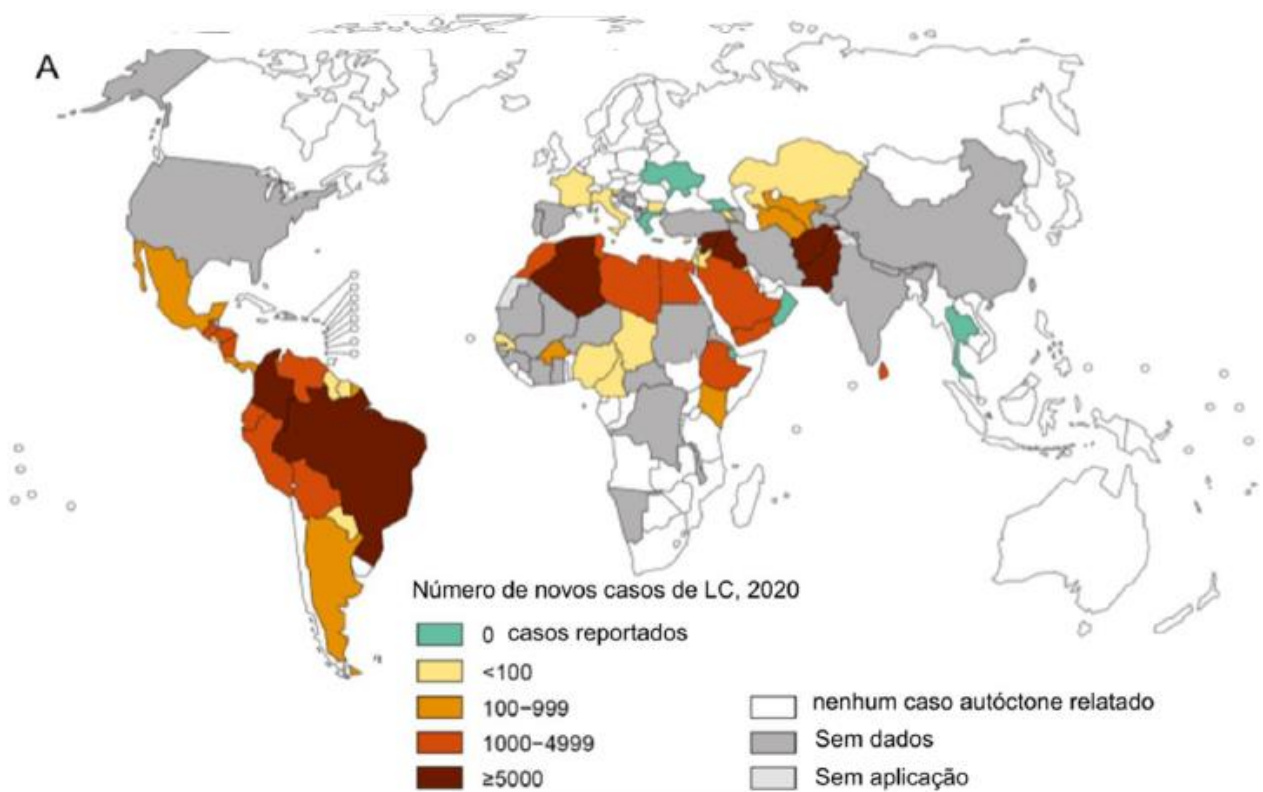 A
Número de novos casos de LC, 2020
0 casos reportados
<100
100-999
1000-4999
≥5000
nenhum caso autóctone relatado
Sem dados
Sem aplicação